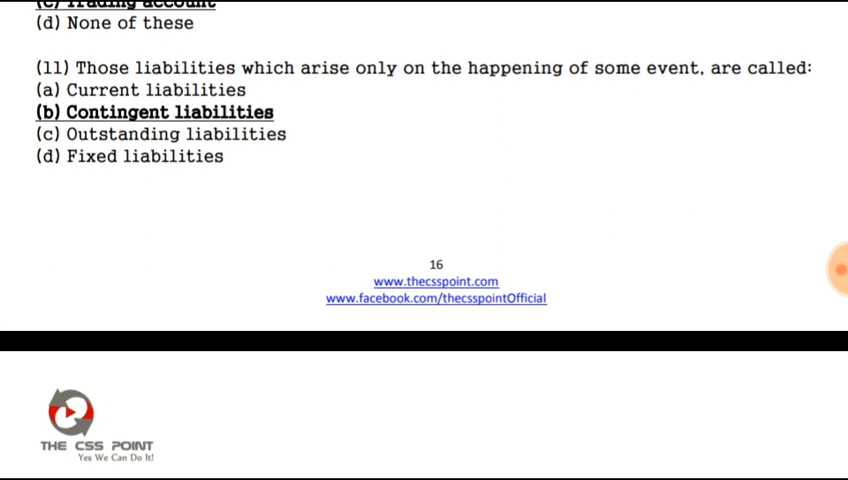 (c) Trading account
(d) None of these
(11) Those liabilities which arise only on the happening of some event, are called:
(a) Current liabilities
(b) Contingent liabilities
(c) Outstanding liabilities
(d) Fixed liabilities
16
www.thecsspoint.com
www.facebook.com/thecsspointOfficial
THE CSS POINT
Yes We Can Do It!